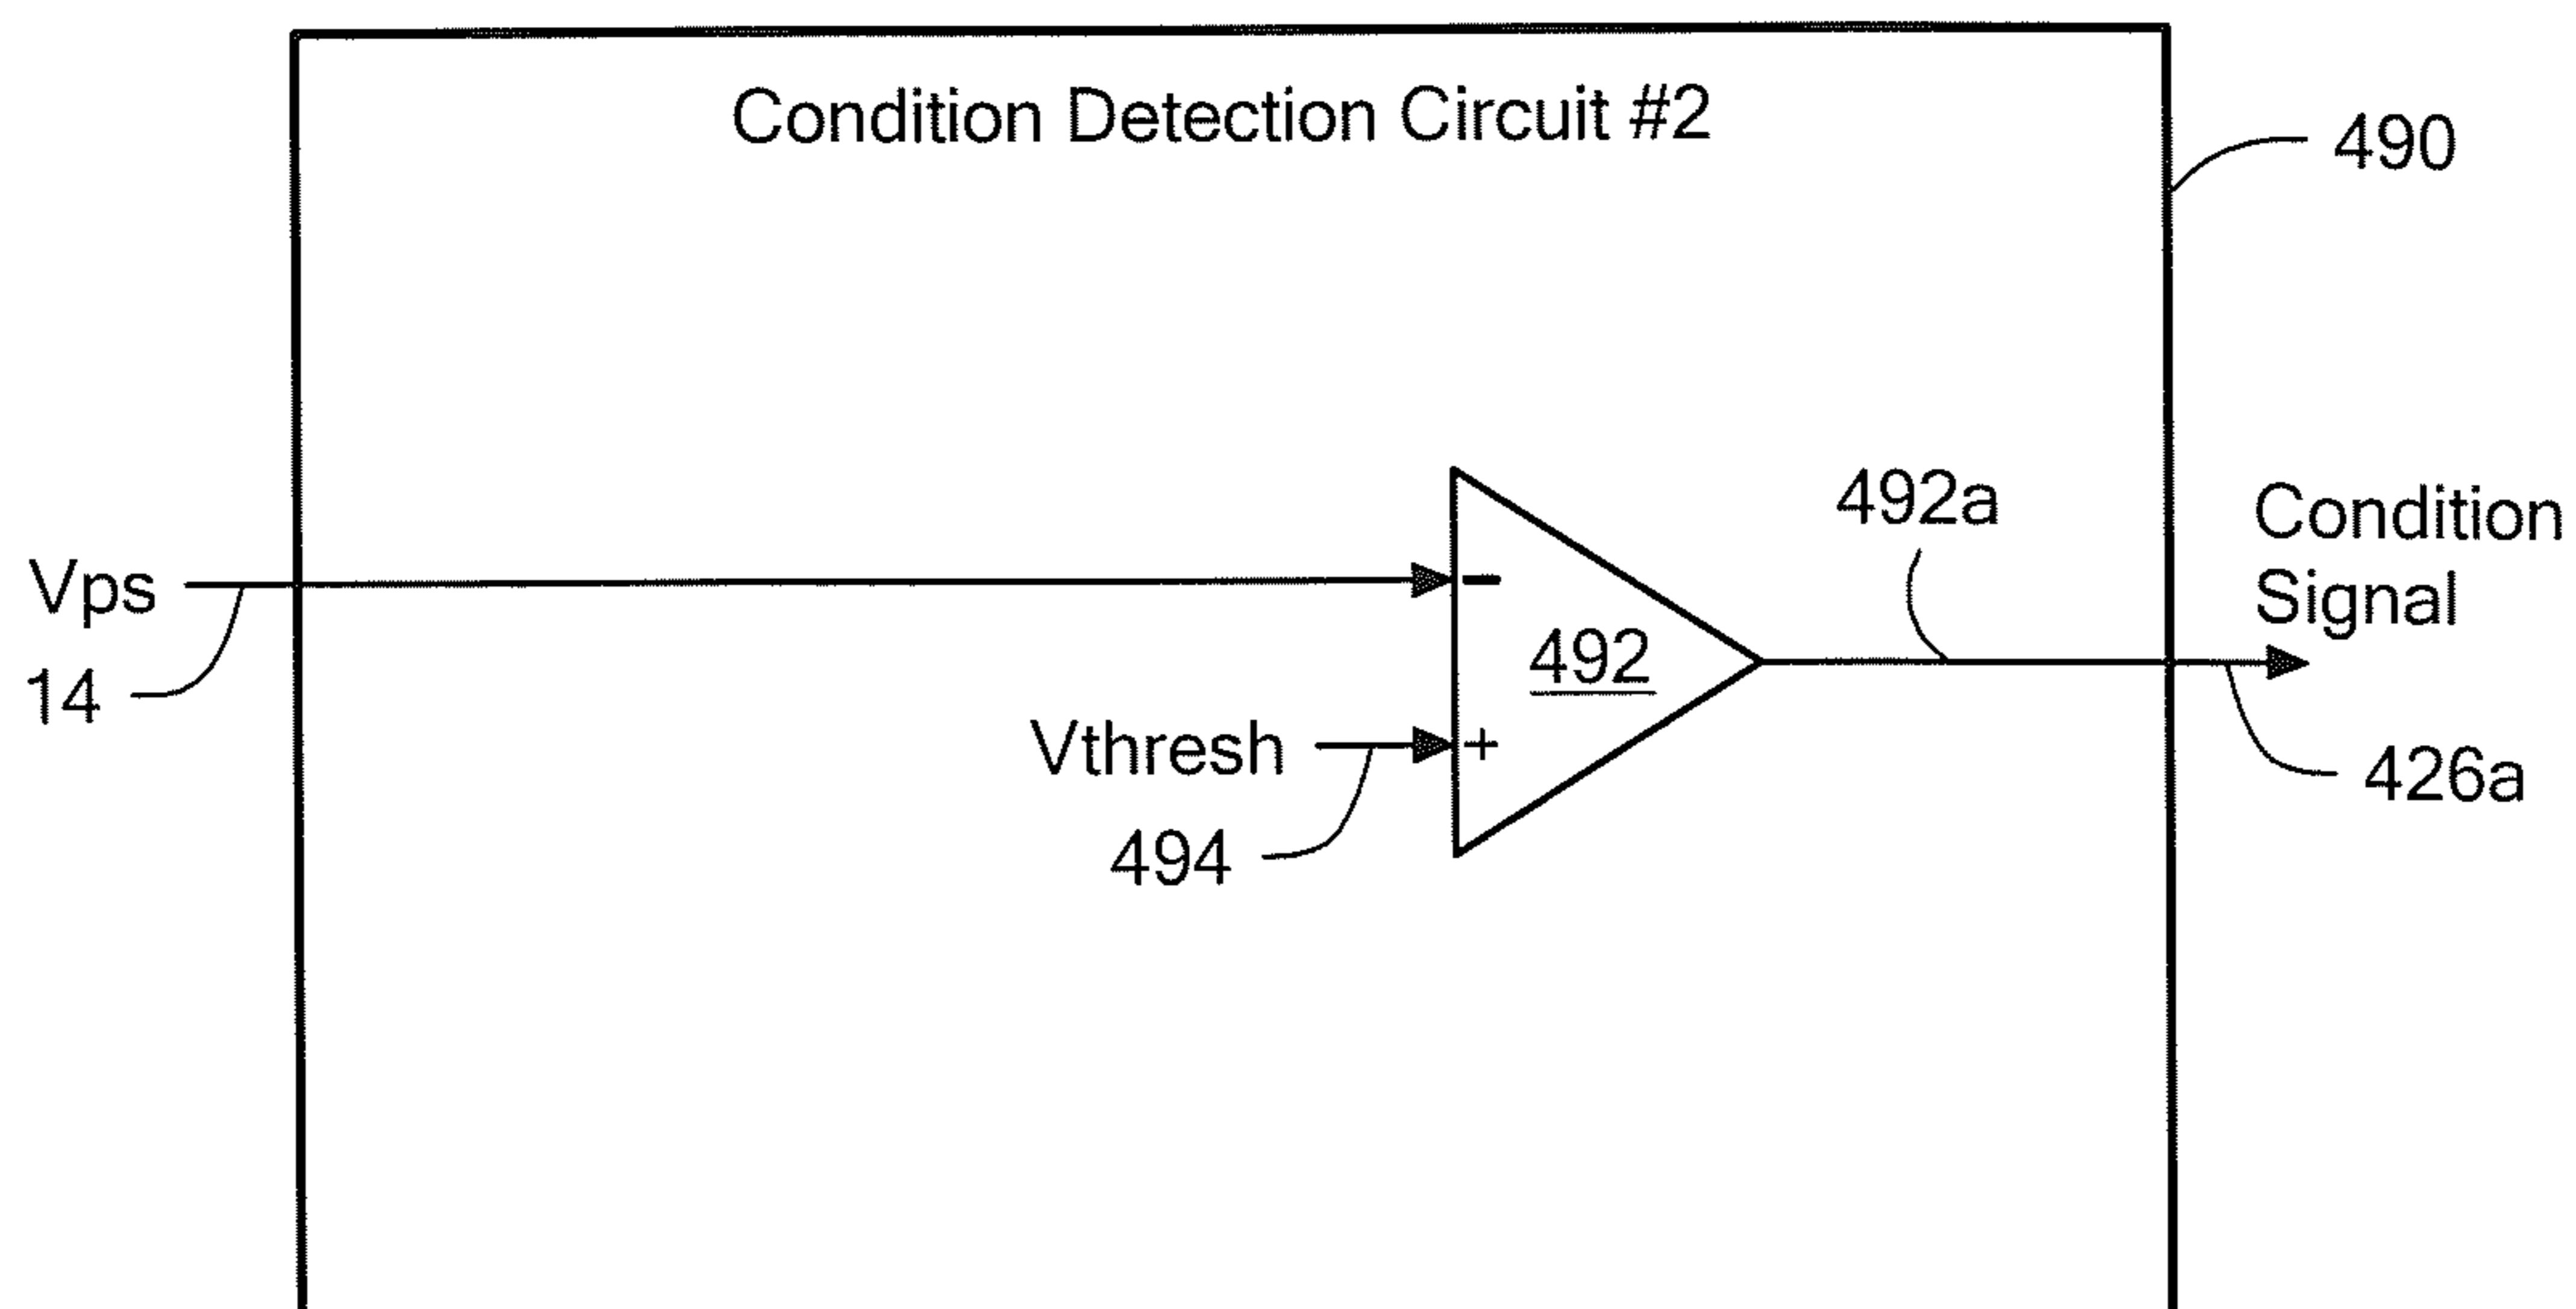 Condition Detection Circuit #2
490
492a
Condition
Signal
Vps
14
−
492
Vthresh
+
494
426a